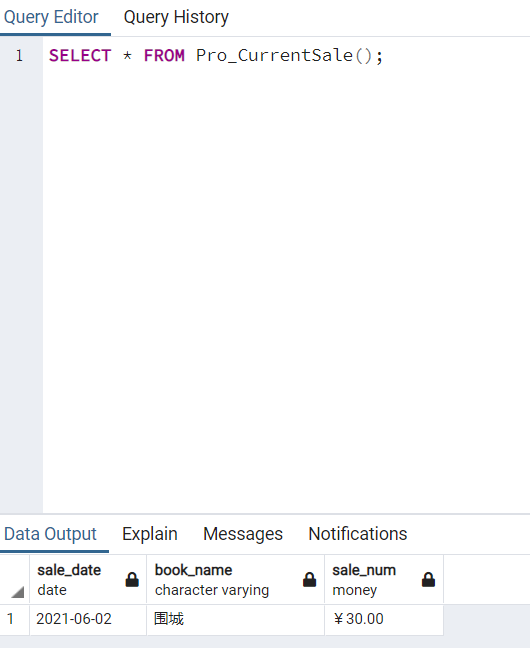 Query Editor Query History
1 SELECT * FROM Pro_CurrentSale();
Data Output Explain Messages Notifications
sale_date book_name sale_num
date character varying money
1 2021-06-02 围城 ￥30.00